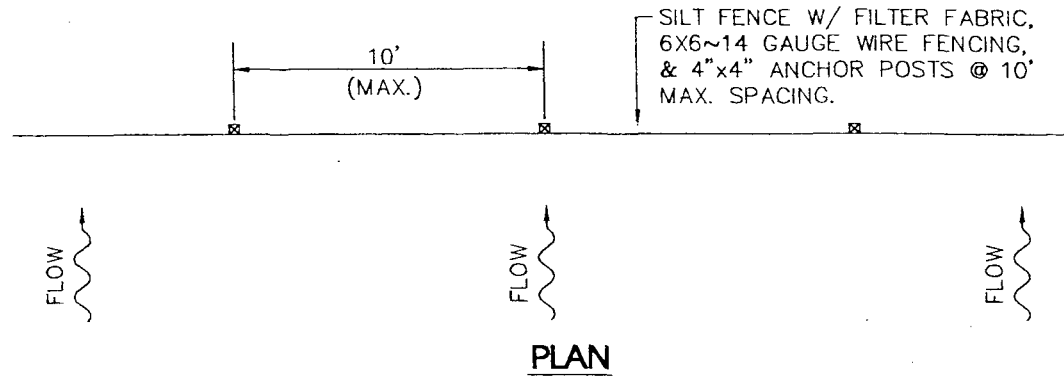 SILT FENCE W/ FILTER FABRIC,
6X6~14 GAUGE WIRE FENCING,
& 4"x4" ANCHOR POSTS @ 10'
MAX. SPACING.
10'
(MAX.)
FLOW
FLOW
FLOW
PLAN